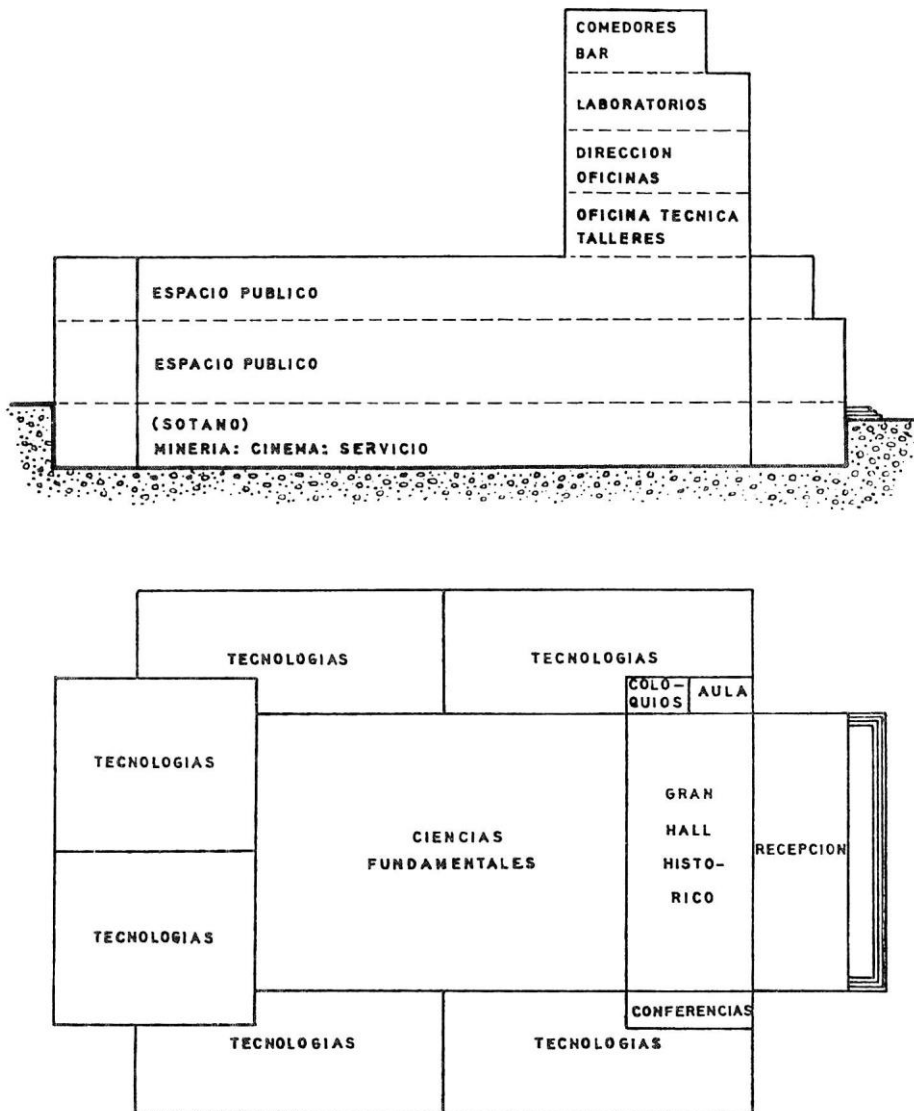 COMEDORES
BAR
LABORATORIOS
DIRECCION
OFICINAS
OFICINA TECNICA
TALLERES
ESPACIO PUBLICO
ESPACIO PUBLICO
(SOTANO)
MINERIA: CINEMA: SERVICIO
TECNOLOGIAS
TECNOLOGIAS
COLO-
QUIOS
AULA
TECNOLOGIAS
CIENCIAS
FUNDAMENTALES
GRAN
HALL
HISTO-
RICO
RECEPCION
TECNOLOGIAS
CONFERENCIAS
TECNOLOGIAS
TECNOLOGIAS